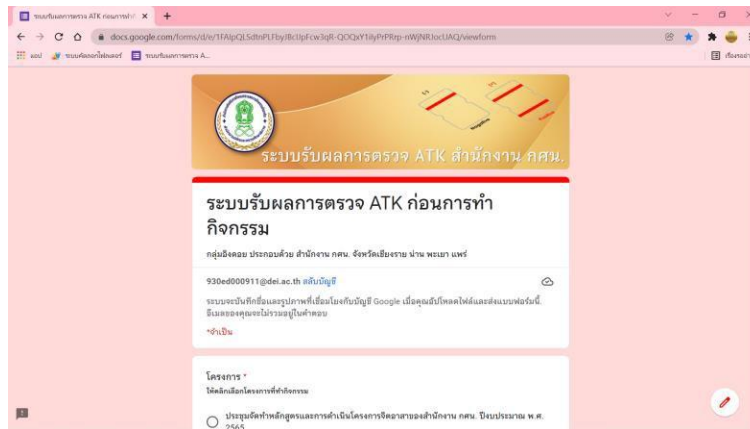 ระบบรับผลการตรวจ ATK ก่อนการทำ
docs.google.com/forms/d/e/
แอป
ระบบรับผลการตรวจ A...
Negative
Positive
ระบบรับผลการตรวจ ATK สำนักงาน กศน.
ระบบรับผลการตรวจ ATK ก่อนการทำ
กิจกรรม
กลุ่มอิงดอย ประกอบด้วย สำนักงาน กศน. จังหวัดเชียงราย น่าน พะเยา แพร่
930ed000911@dei.ac.th สลับบัญชี
ระบบจะบันทึกชื่อและรูปภาพที่เชื่อมโยงกับบัญชี Google เมื่อคุณอัปโหลดไฟล์และส่งแบบฟอร์มนี้.
อีเมลของคุณจะไม่รวมอยู่ในคำตอบ
*จำเป็น
โครงการ *
ให้คลิกเลือกโครงการที่ทำกิจกรรม
ประชุมจัดทำหลักสูตรและการดำเนินโครงการจิตอาสาของสำนักงาน กศน. ปีงบประมาณ พ.ศ.
2565